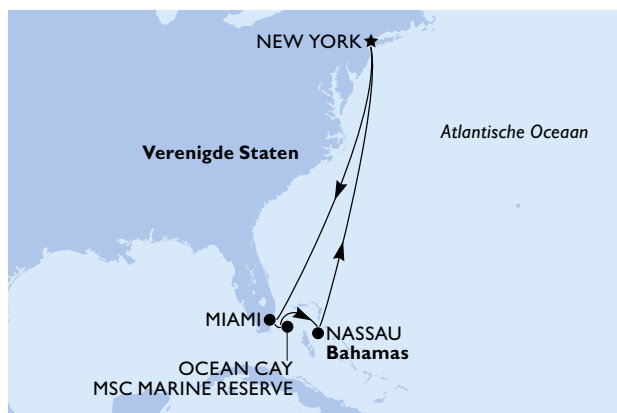 NEW YORK
Atlantische Oceaan
Verenigde Staten
MIAMI
NASSAU
Bahamas
OCEAN CAY
MSC MARINE RESERVE